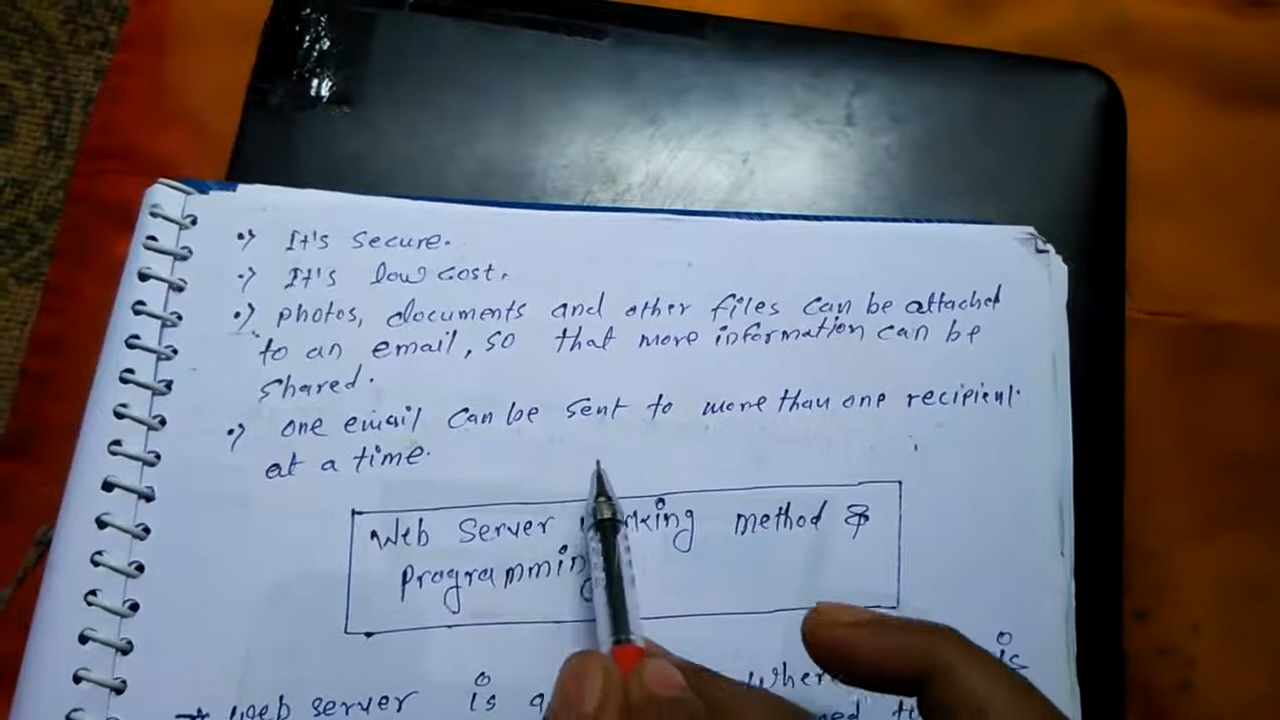 It's secure.
It's low cost.
photos, documents and other files can be attached
to an email, so that more information can be
shared.
one email can be sent to more than one recipient.
at a time.
Web Server method &
Programming
→ web server is a
is